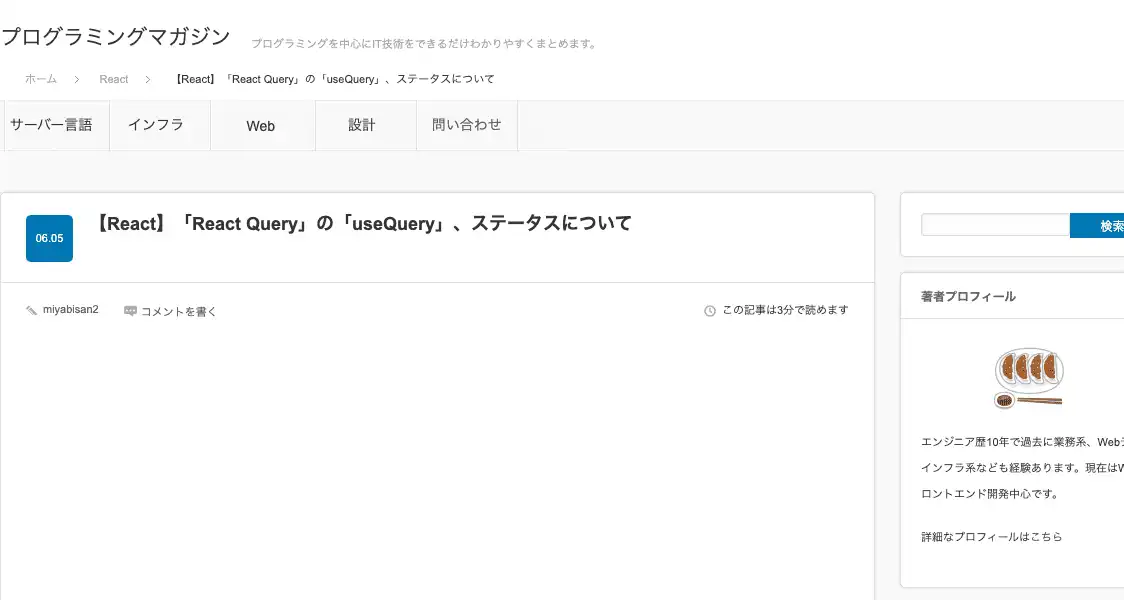 プログラミングマガジン
プログラミングを中心にIT技術をできるだけわかりやすくまとめます。
ホーム > React > 【React】「React Query」の「useQuery」、ステータスについて
サーバー言語 インフラ Web 設計 問い合わせ
06.05
【React】「React Query」の「useQuery」、ステータスについて
miyabisan2 コメントを書く この記事は3分で読めます
検索
著者プロフィール
エンジニア歴10年で過去に業務系、Web
インフラ系なども経験あります。現在は
ロントエンド開発中心です。
詳細なプロフィールはこちら